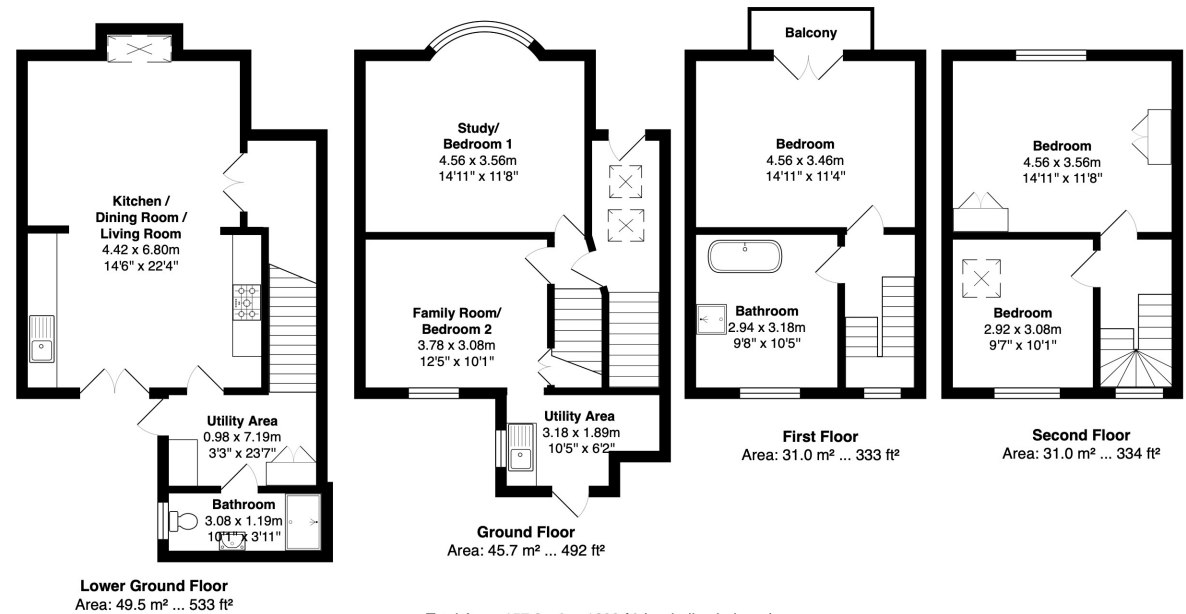 Kitchen /
Dining Room /
Living Room
4.42 x 6.80m
14'6" x 22'4"
Utility Area
0.98 x 7.19m
3'3" x 23'7"
Bathroom
3.08 x 1.19m
10'1" x 3'11"
Lower Ground Floor
Area: 49.5 m² ... 533 ft²
Study/
Bedroom 1
4.56 x 3.56m
14'11" x 11'8"
Family Room/
Bedroom 2
3.78 x 3.08m
12'5" x 10'1"
Utility Area
3.18 x 1.89m
10'5" x 6'2"
Ground Floor
Area: 45.7 m² ... 492 ft²
Balcony
Bedroom
4.56 x 3.46m
14'11" x 11'4"
Bathroom
2.94 x 3.18m
9'8" x 10'5"
First Floor
Area: 31.0 m² ... 333 ft²
Bedroom
4.56 x 3.56m
14'11" x 11'8"
Bedroom
2.92 x 3.08m
9'7" x 10'1"
Second Floor
Area: 31.0 m² ... 334 ft²